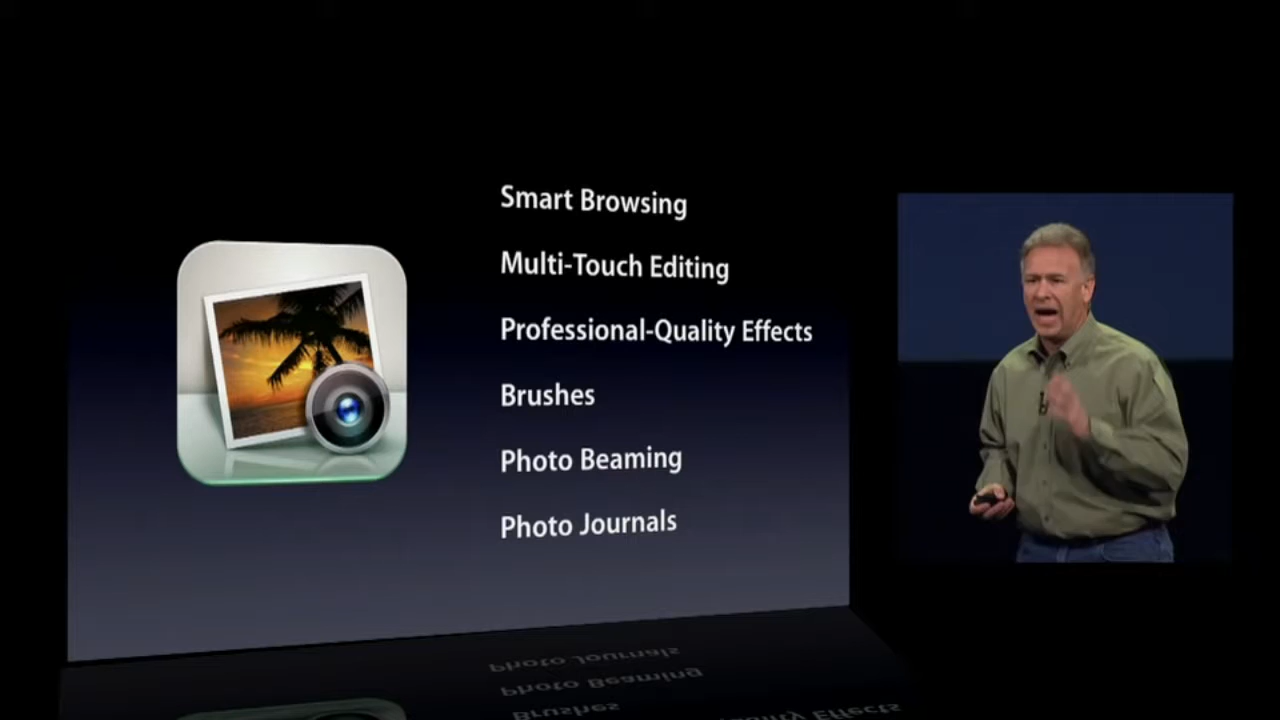 Smart Browsing
Multi-Touch Editing
Professional-Quality Effects
Brushes
Photo Beaming
Photo Journals